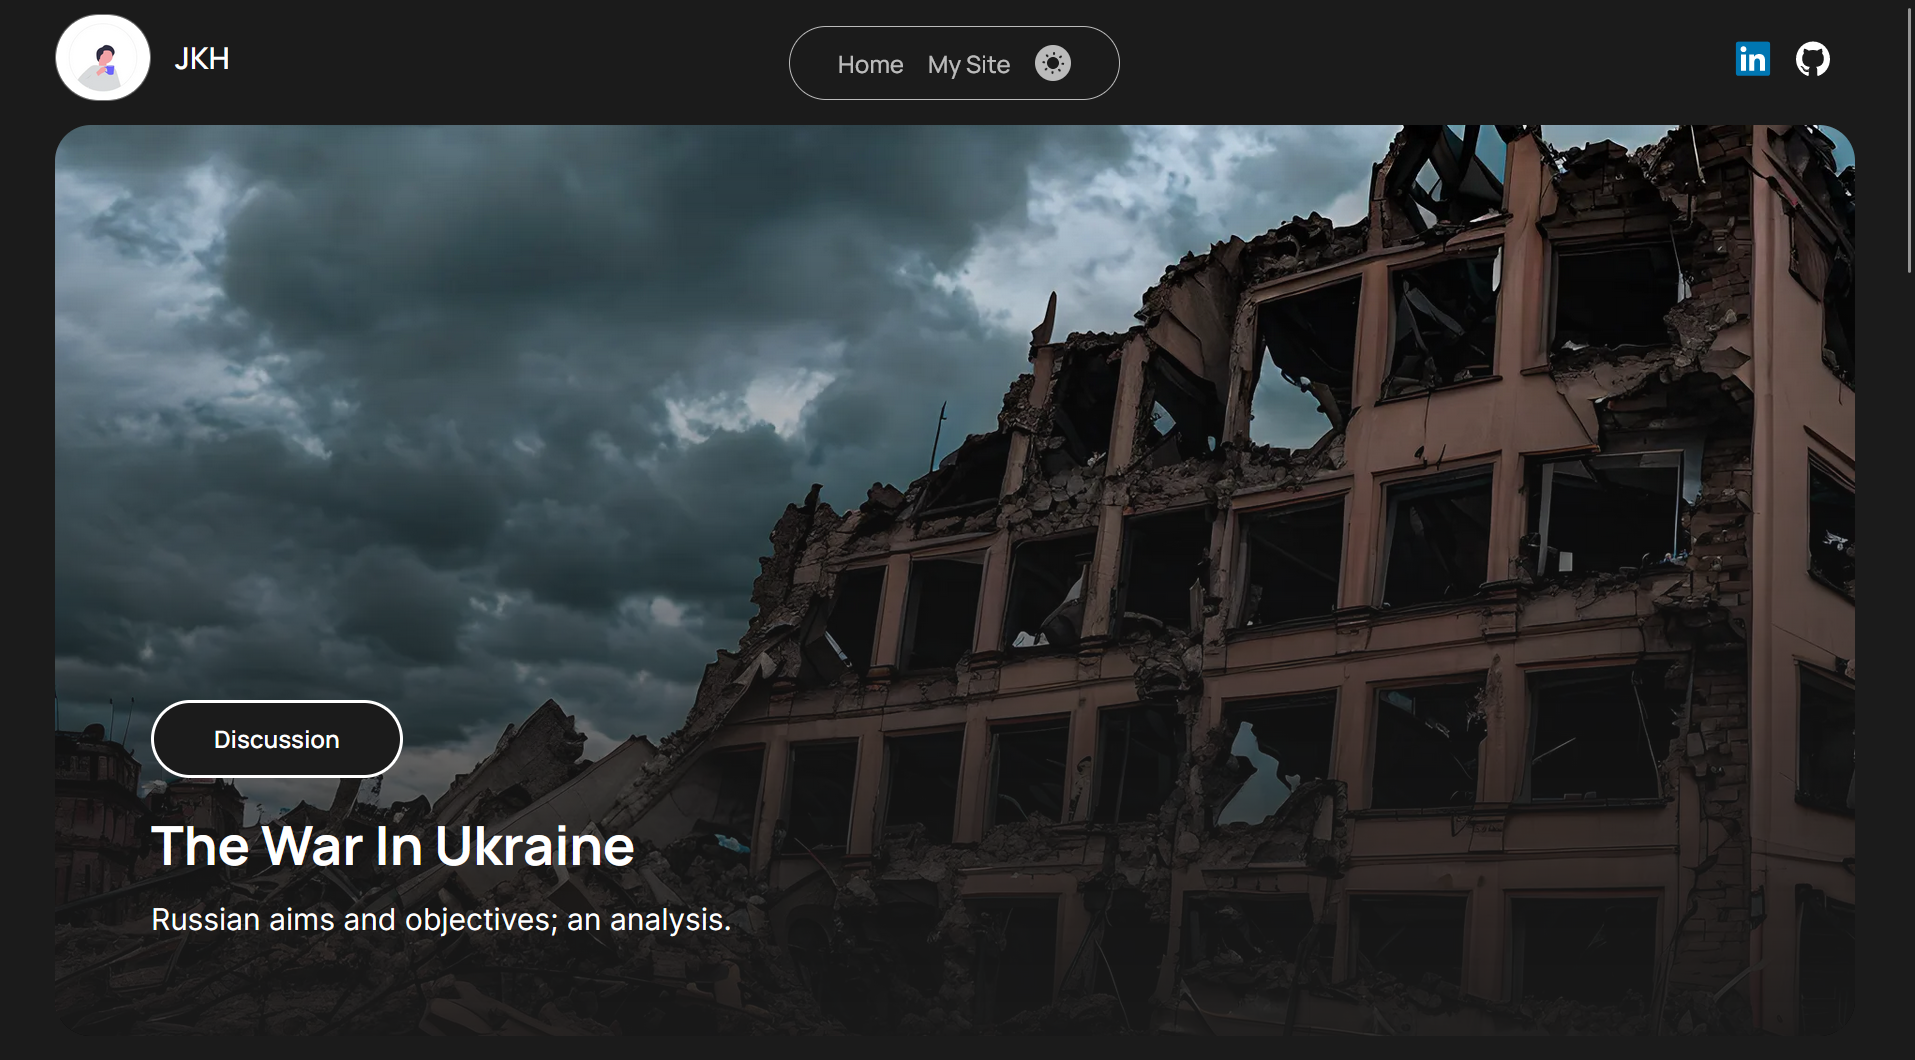 JKH
Home My Site
in
Discussion
The War In Ukraine
Russian aims and objectives; an analysis.